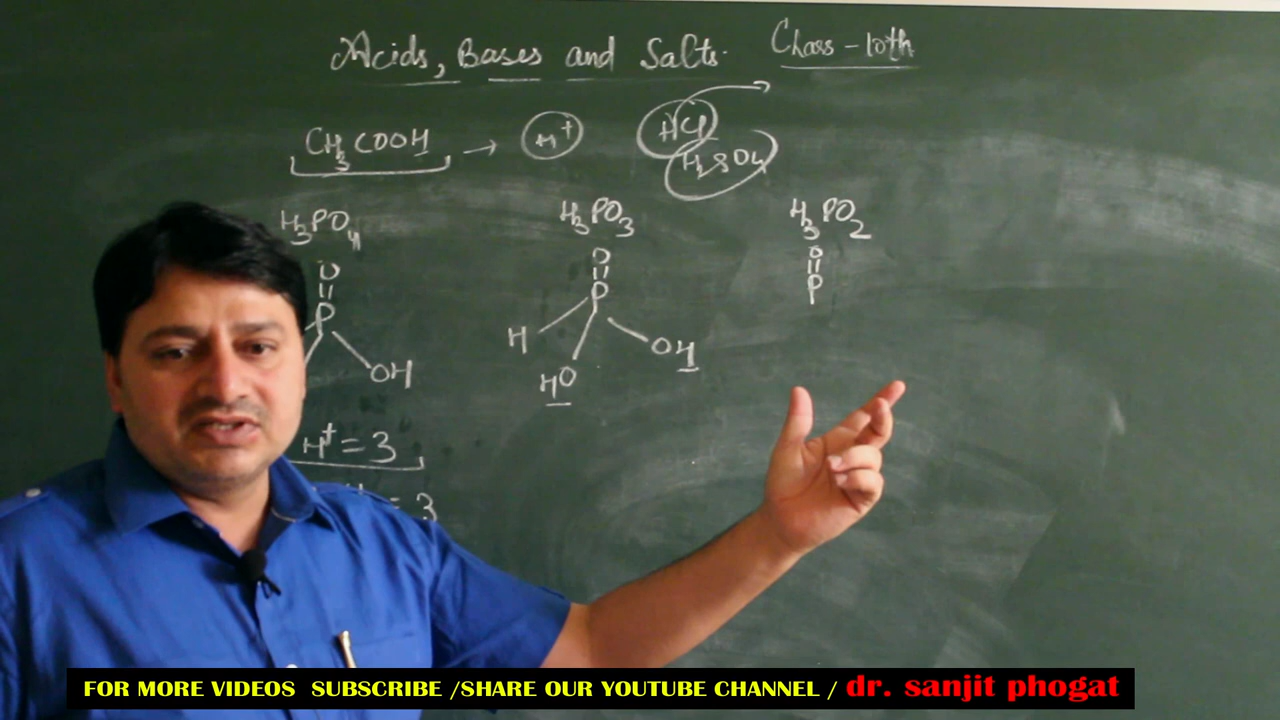 Acids, Bases and Salts. Class - 10th
CH₃COOH → H⁺ HCl
H₂SO₄
H₃PO₄ H₃PO₃ H₃PO₂
O O O
P P P
H OH
OH HO
H⁺ = 3
= 3
FOR MORE VIDEOS SUBSCRIBE /SHARE OUR YOUTUBE CHANNEL / dr. sanjit phogat